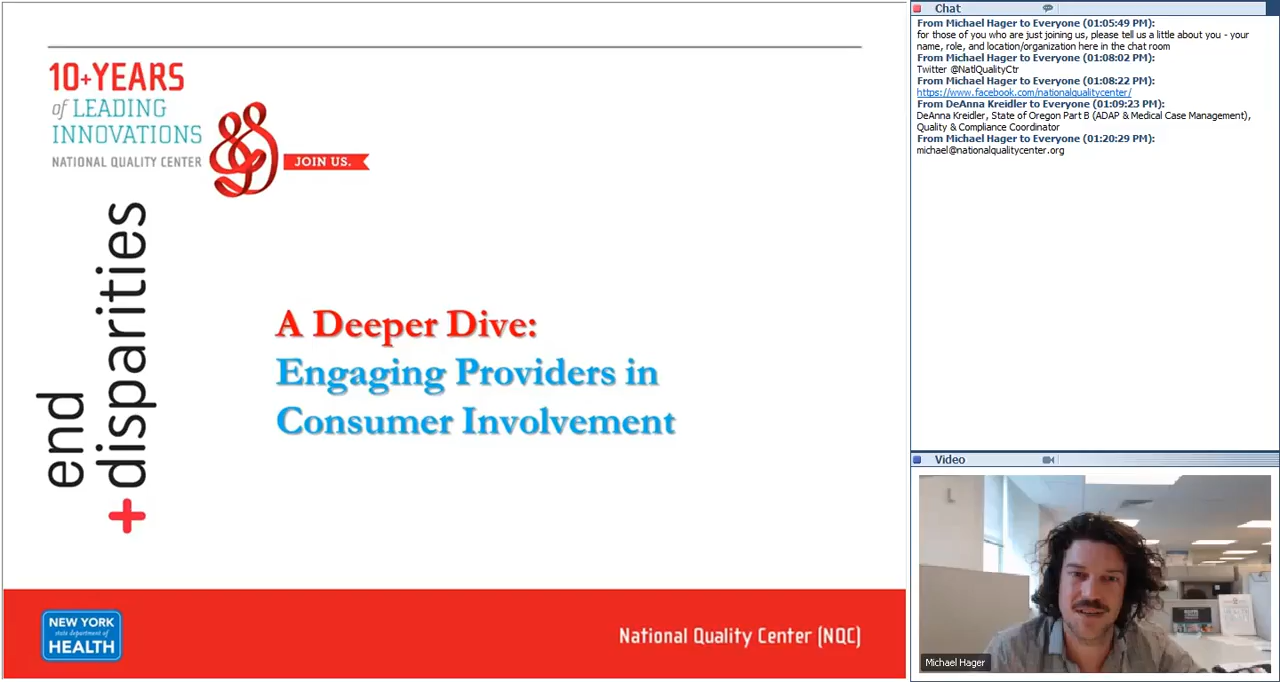 10+YEARS
of LEADING
INNOVATIONS
NATIONAL QUALITY CENTER
JOIN US.
end
+disparities
A Deeper Dive:
Engaging Providers in
Consumer Involvement
NEW YORK
state department of
HEALTH
National Quality Center (NQC)
Chat
From Michael Hager to Everyone (01:05:49 PM):
for those of you who are just joining us, please tell us a little about you - your
name, role, and location/organization here in the chat room
From Michael Hager to Everyone (01:08:02 PM):
Twitter @NatlQualityCtr
From Michael Hager to Everyone (01:08:22 PM):
https://www.facebook.com/nationalqualitycenter/
From DeAnna Kreidler to Everyone (01:09:23 PM):
DeAnna Kreidler, State of Oregon Part B (ADAP & Medical Case Management),
Quality & Compliance Coordinator
From Michael Hager to Everyone (01:20:29 PM):
michael@nationalqualitycenter.org
Video
Michael Hager